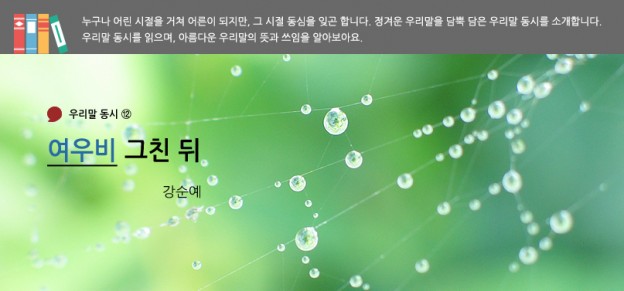 누구나 어린 시절을 거쳐 어른이 되지만, 그 시절 동심을 잊곤 합니다. 정겨운 우리말을 담뿍 담은 우리말 동시를 소개합니다.
우리말 동시를 읽으며, 아름다운 우리말의 뜻과 쓰임을 알아보아요.
우리말 동시 ⑫
여우비 그친 뒤
강순예